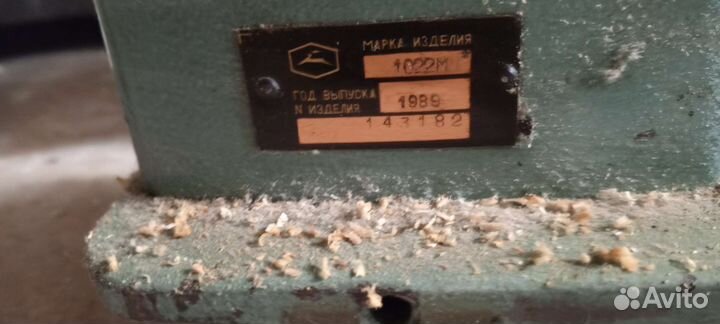 МАРКА ИЗДЕЛИЯ
1022М
ГОД ВЫПУСКА
1989
N ИЗДЕЛИЯ
143182
Avito